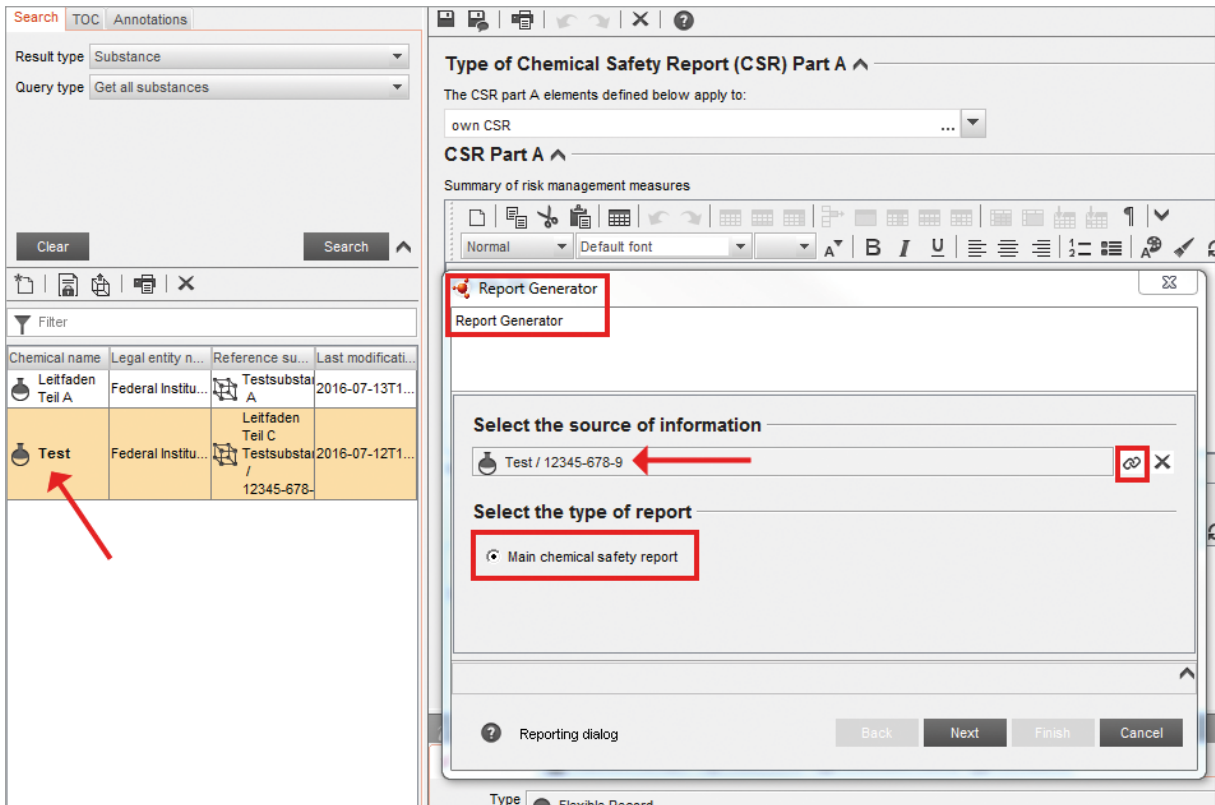 Search TOC Annotations
Result type Substance
Query type Get all substances
Clear Search
Filter
Chemical name Legal entity n... Reference su... Last modificati...
Leitfaden
Teil A
Federal Institu...
Testsubstan
A
2016-07-13T1...
Test
Federal Institu...
Leitfaden
Teil C
Testsubstan
/
12345-678-
2016-07-12T1...
Type of Chemical Safety Report (CSR) Part A
The CSR part A elements defined below apply to:
own CSR ...
CSR Part A
Summary of risk management measures
Normal Default font A B I U
Report Generator
Report Generator
Select the source of information
Test / 12345-678-9
Select the type of report
Main chemical safety report
Reporting dialog Back Next Finish Cancel
Type Flexible Record